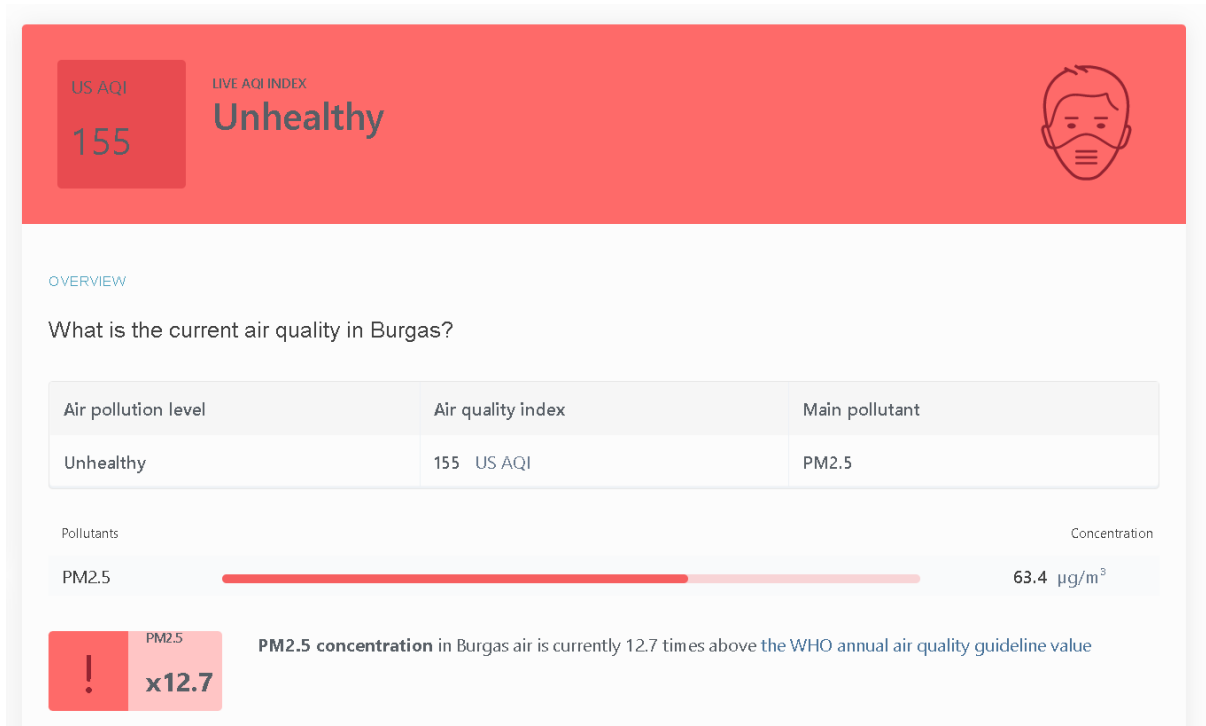 US AQI
155
LIVE AQI INDEX
Unhealthy
OVERVIEW
What is the current air quality in Burgas?
Air pollution level Air quality index Main pollutant
Unhealthy 155 US AQI PM2.5
Pollutants Concentration
PM2.5 63.4 µg/m³
!
PM2.5
x12.7
PM2.5 concentration in Burgas air is currently 12.7 times above the WHO annual air quality guideline value